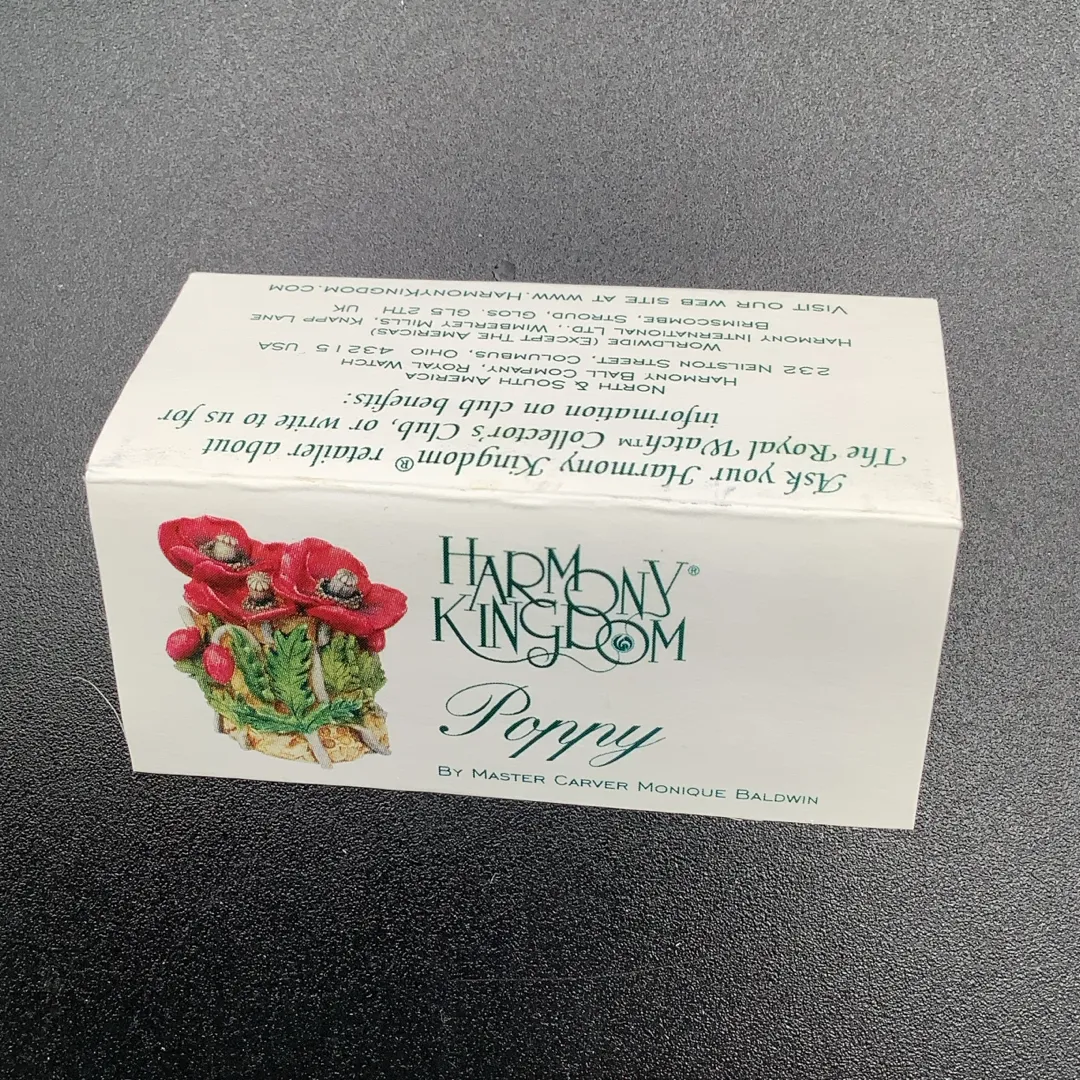 Ask your Harmony Kingdom® retailer about
The Royal Watch™ Collector's Club, or write to us for
information on club benefits:
NORTH & SOUTH AMERICA
HARMONY BALL COMPANY, ROYAL WATCH
232 NEILSTON STREET, COLUMBUS, OHIO 43215 USA
WORLDWIDE (EXCEPT THE AMERICAS)
HARMONY INTERNATIONAL LTD., WIMBERLEY MILLS, KNAPP LANE
BRIMSCOMBE, STROUD, GLOS. GL5 2TH UK
VISIT OUR WEB SITE AT WWW.HARMONYKINGDOM.COM
HARMONY®
KINGDOM
Poppy
BY MASTER CARVER MONIQUE BALDWIN